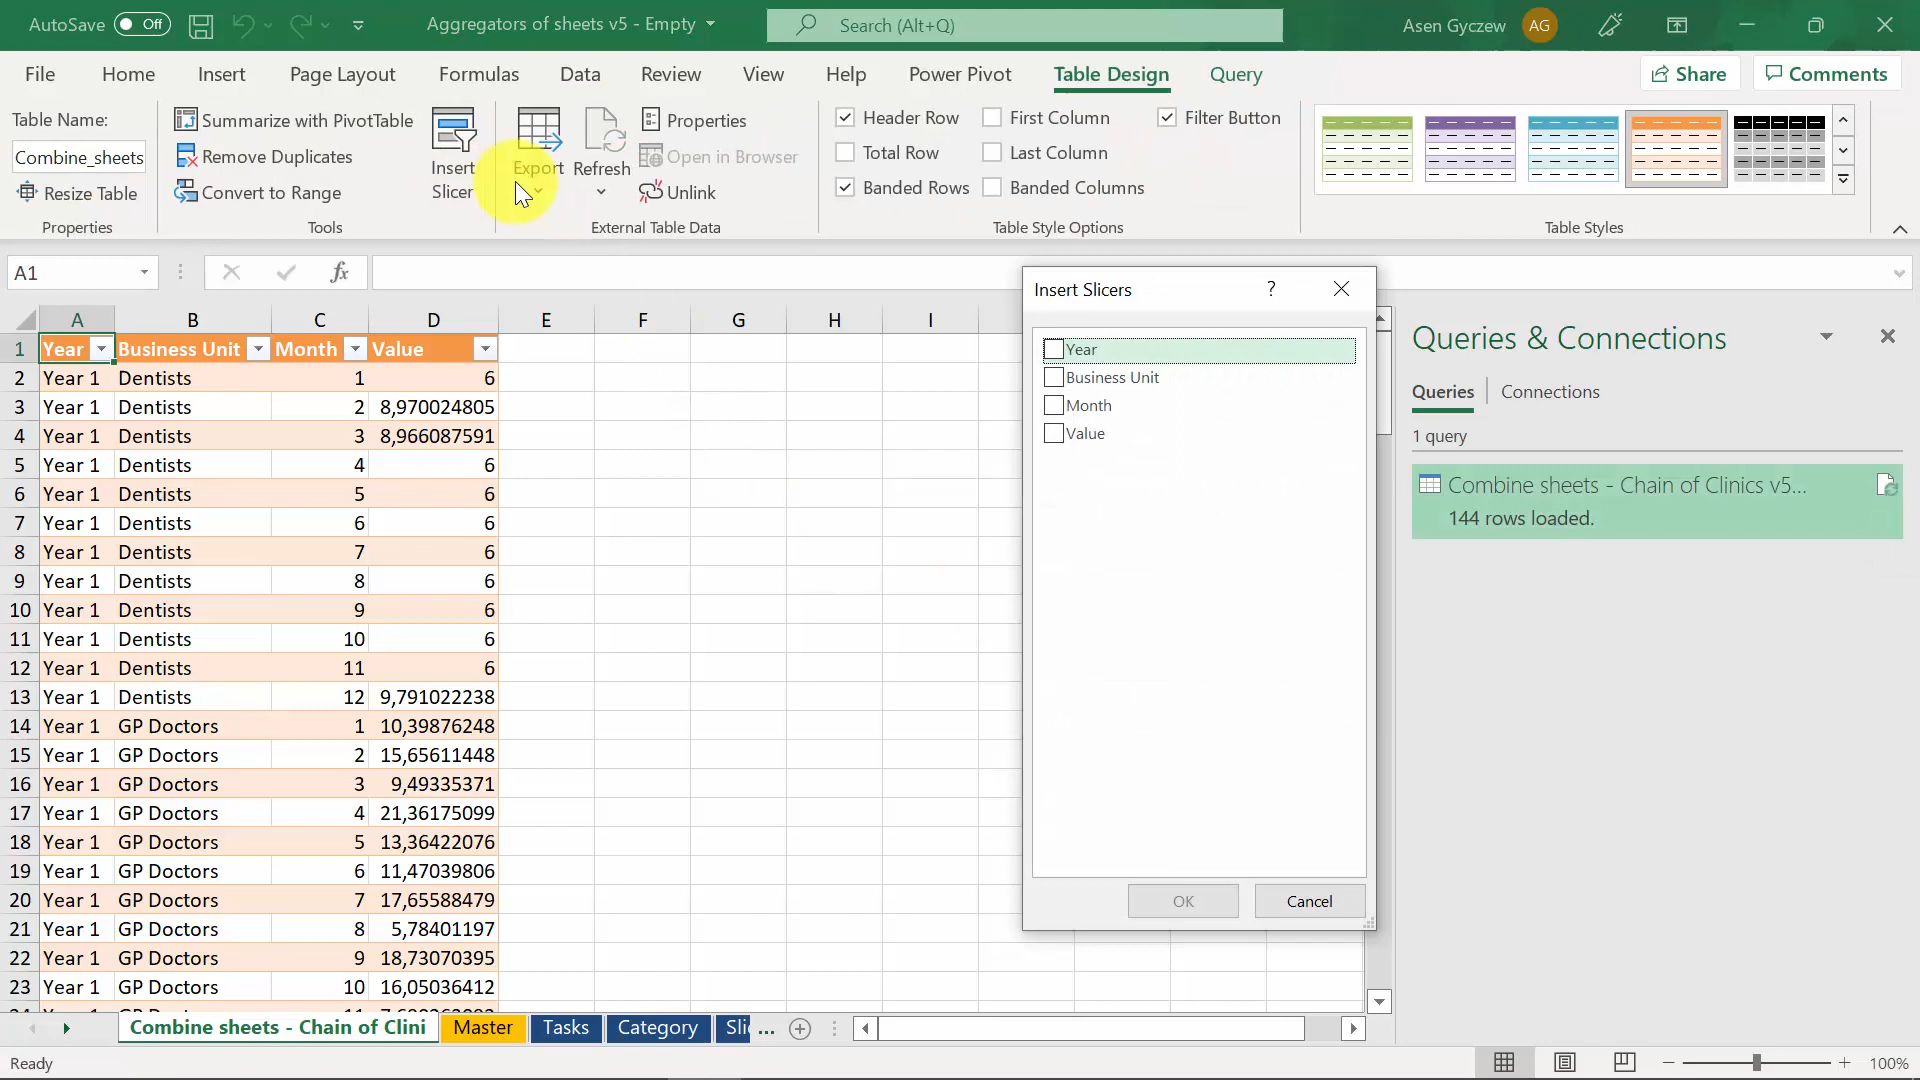 AutoSave Off Aggregators of sheets v5 - Empty Search (Alt+Q) Asen Gyczew AG
File Home Insert Page Layout Formulas Data Review View Help Power Pivot Table Design Query Share Comments
Table Name:
Combine_sheets
Resize Table
Properties
Summarize with PivotTable
Remove Duplicates
Convert to Range
Tools
Insert
Slicer
Export
Refresh
Properties
Open in Browser
Unlink
External Table Data
Header Row First Column Filter Button
Total Row Last Column
Banded Rows Banded Columns
Table Style Options
Table Styles
A1 fx
A B C D E F G H I
1 Year Business Unit Month Value
2 Year 1 Dentists 1 6
3 Year 1 Dentists 2 8,970024805
4 Year 1 Dentists 3 8,966087591
5 Year 1 Dentists 4 6
6 Year 1 Dentists 5 6
7 Year 1 Dentists 6 6
8 Year 1 Dentists 7 6
9 Year 1 Dentists 8 6
10 Year 1 Dentists 9 6
11 Year 1 Dentists 10 6
12 Year 1 Dentists 11 6
13 Year 1 Dentists 12 9,791022238
14 Year 1 GP Doctors 1 10,39876248
15 Year 1 GP Doctors 2 15,65611448
16 Year 1 GP Doctors 3 9,49335371
17 Year 1 GP Doctors 4 21,36175099
18 Year 1 GP Doctors 5 13,36422076
19 Year 1 GP Doctors 6 11,47039806
20 Year 1 GP Doctors 7 17,65588479
21 Year 1 GP Doctors 8 5,78401197
22 Year 1 GP Doctors 9 18,73070395
23 Year 1 GP Doctors 10 16,05036412
Insert Slicers ?
Year
Business Unit
Month
Value
OK Cancel
Queries & Connections
Queries Connections
1 query
Combine sheets - Chain of Clinics v5...
144 rows loaded.
Combine sheets - Chain of Clini Master Tasks Category Slic ...
Ready 100%